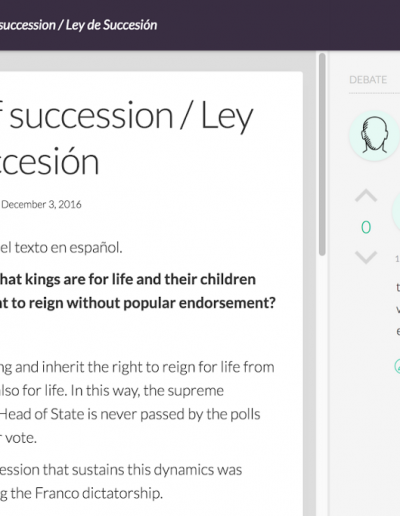 succession / Ley de Succesión
DEBATE
f succession / Ley
ccesión
December 3, 2016
el texto en español.
hat kings are for life and their children
nt to reign without popular endorsement?
ng and inherit the right to reign for life from
also for life. In this way, the supreme
Head of State is never passed by the polls
r vote.
ession that sustains this dynamics was
g the Franco dictatorship.
0
1
t
v
e